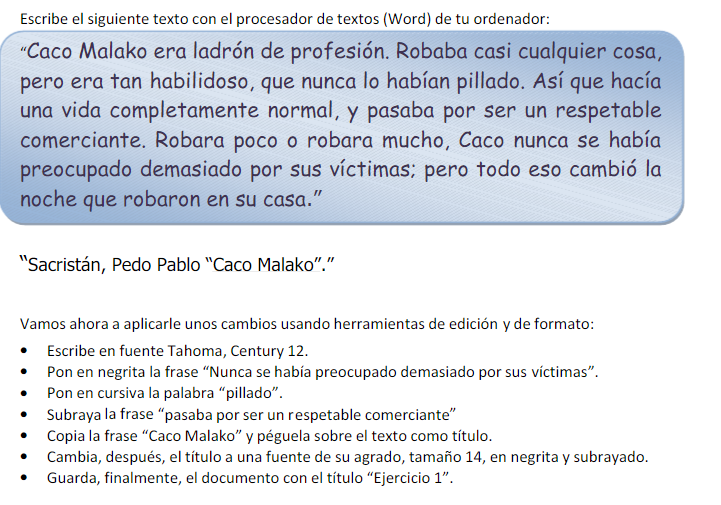 Escribe el siguiente texto con el procesador de textos (Word) de tu ordenador:
“Caco Malako era ladrón de profesión. Robaba casi cualquier cosa,
pero era tan habilidoso, que nunca lo habían pillado. Así que hacía
una vida completamente normal, y pasaba por ser un respetable
comerciante. Robara poco o robara mucho, Caco nunca se había
preocupado demasiado por sus víctimas; pero todo eso cambió la
noche que robaron en su casa.”
“Sacristán, Pedo Pablo “Caco Malako”.”
Vamos ahora a aplicarle unos cambios usando herramientas de edición y de formato:
• Escribe en fuente Tahoma, Century 12.
• Pon en negrita la frase “Nunca se había preocupado demasiado por sus víctimas”.
• Pon en cursiva la palabra “pillado”.
• Subraya la frase “pasaba por ser un respetable comerciante”
• Copia la frase “Caco Malako” y péguela sobre el texto como título.
• Cambia, después, el título a una fuente de su agrado, tamaño 14, en negrita y subrayado.
• Guarda, finalmente, el documento con el título “Ejercicio 1”.